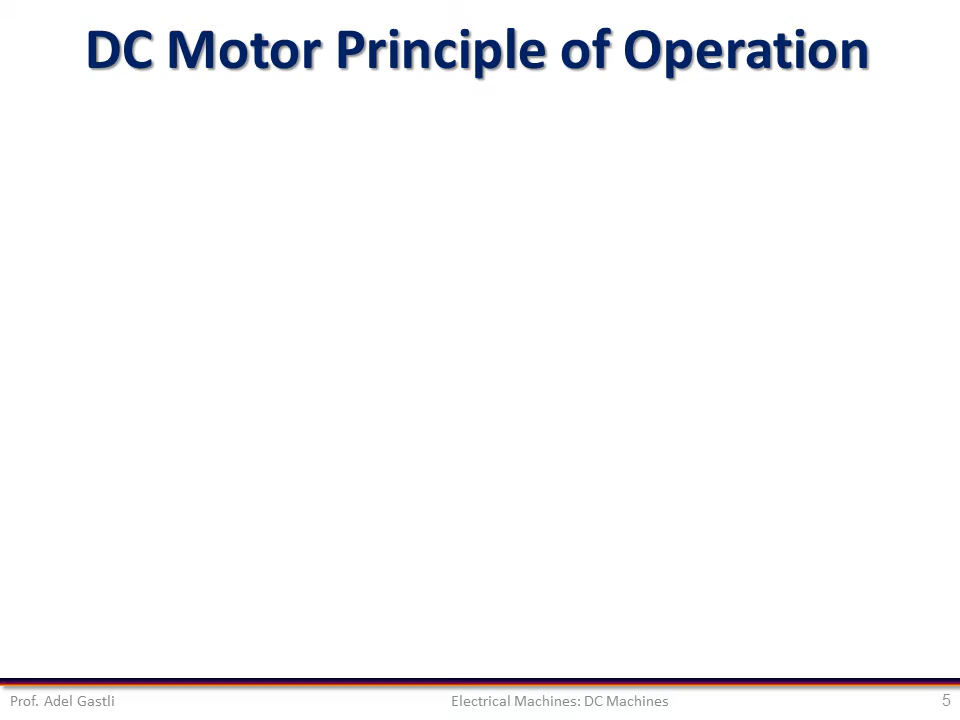 DC Motor Principle of Operation
Prof. Adel Gastli
Electrical Machines: DC Machines
5